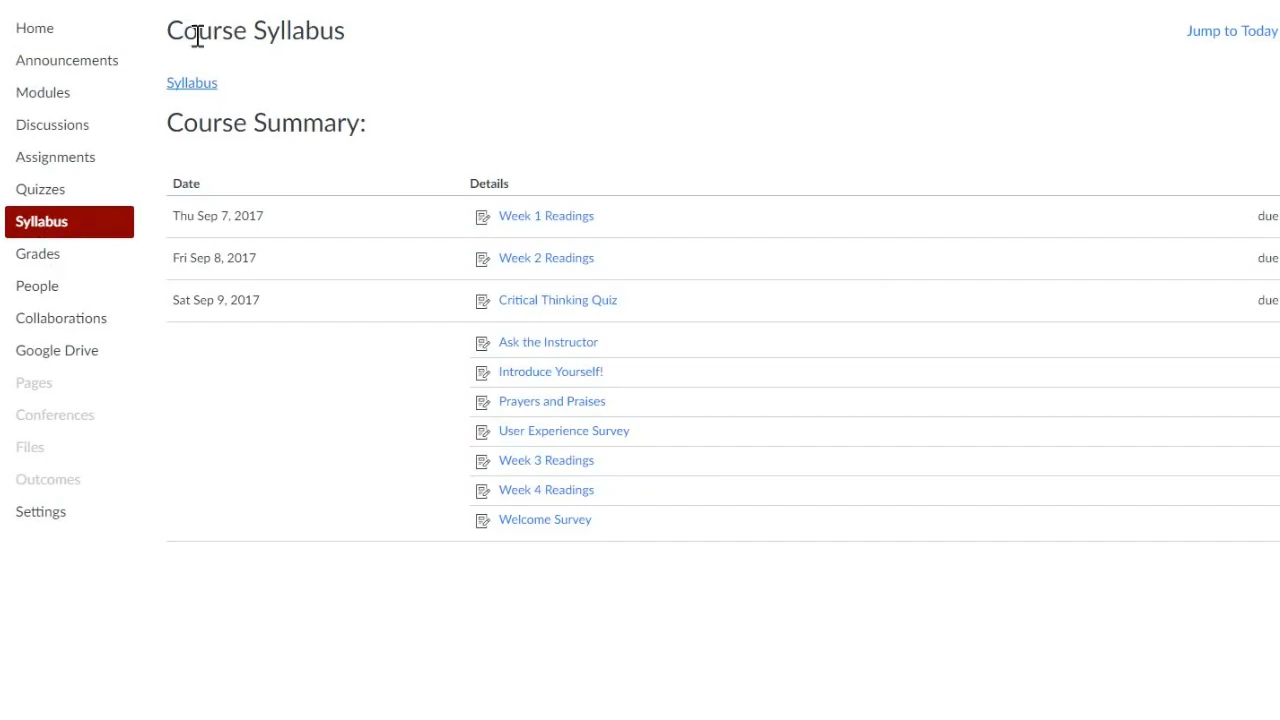 Home
Announcements
Modules
Discussions
Assignments
Quizzes
Syllabus
Grades
People
Collaborations
Google Drive
Pages
Conferences
Files
Outcomes
Settings
Course Syllabus
Jump to Today
Syllabus
Course Summary:
Date Details
Thu Sep 7, 2017 Week 1 Readings due
Fri Sep 8, 2017 Week 2 Readings due
Sat Sep 9, 2017 Critical Thinking Quiz due
Ask the Instructor
Introduce Yourself!
Prayers and Praises
User Experience Survey
Week 3 Readings
Week 4 Readings
Welcome Survey